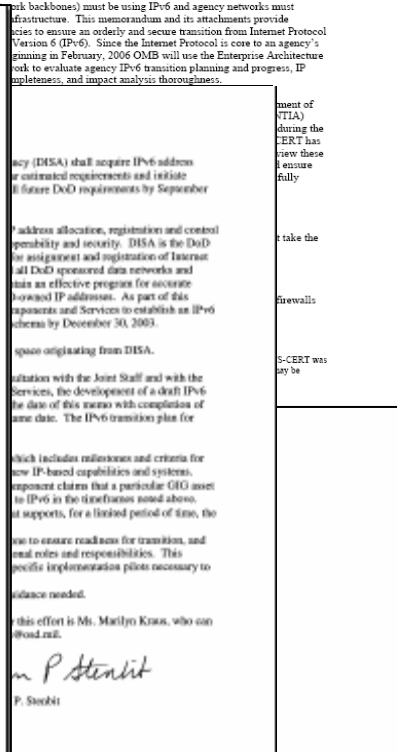 ork backbones) must be using IPv6 and agency networks must
frastructure. This memorandum and its attachments provide
cies to ensure an orderly and secure transition from Internet Protocol
Version 6 (IPv6). Since the Internet Protocol is core to an agency's
ginning in February, 2006 OMB will use the Enterprise Architecture
ork to evaluate agency IPv6 transition planning and progress, IP
mpleteness, and impact analysis thoroughness.
ment of
NTIA)
during the
CERT has
view these
l ensure
fully
t take the
firewalls
S-CERT was
ay be
acy (DISA) shall acquire IPv6 address
r estimated requirements and initiate
ll future DoD requirements by September
address allocation, registration and control
operability and security. DISA is the DoD
for assignment and registration of Internet
all DoD sponsored data networks and
tain an effective program for accurate
-owned IP addresses. As part of this
mponents and Services to establish an IPv6
chema by December 30, 2003.
space originating from DISA.
ultation with the Joint Staff and with the
Services, the development of a draft IPv6
he date of this memo with completion of
ame date. The IPv6 transition plan for
which includes milestones and criteria for
new IP-based capabilities and systems.
mponent claims that a particular GIG asset
to IPv6 in the timeframes noted above.
t supports, for a limited period of time, the
one to ensure readiness for transition, and
onal roles and responsibilities. This
pecific implementation pilots necessary to
uidance needed.
this effort is Ms. Marilyn Kraus, who can
@osd.mil.
n P Stenbit
P. Stenbit